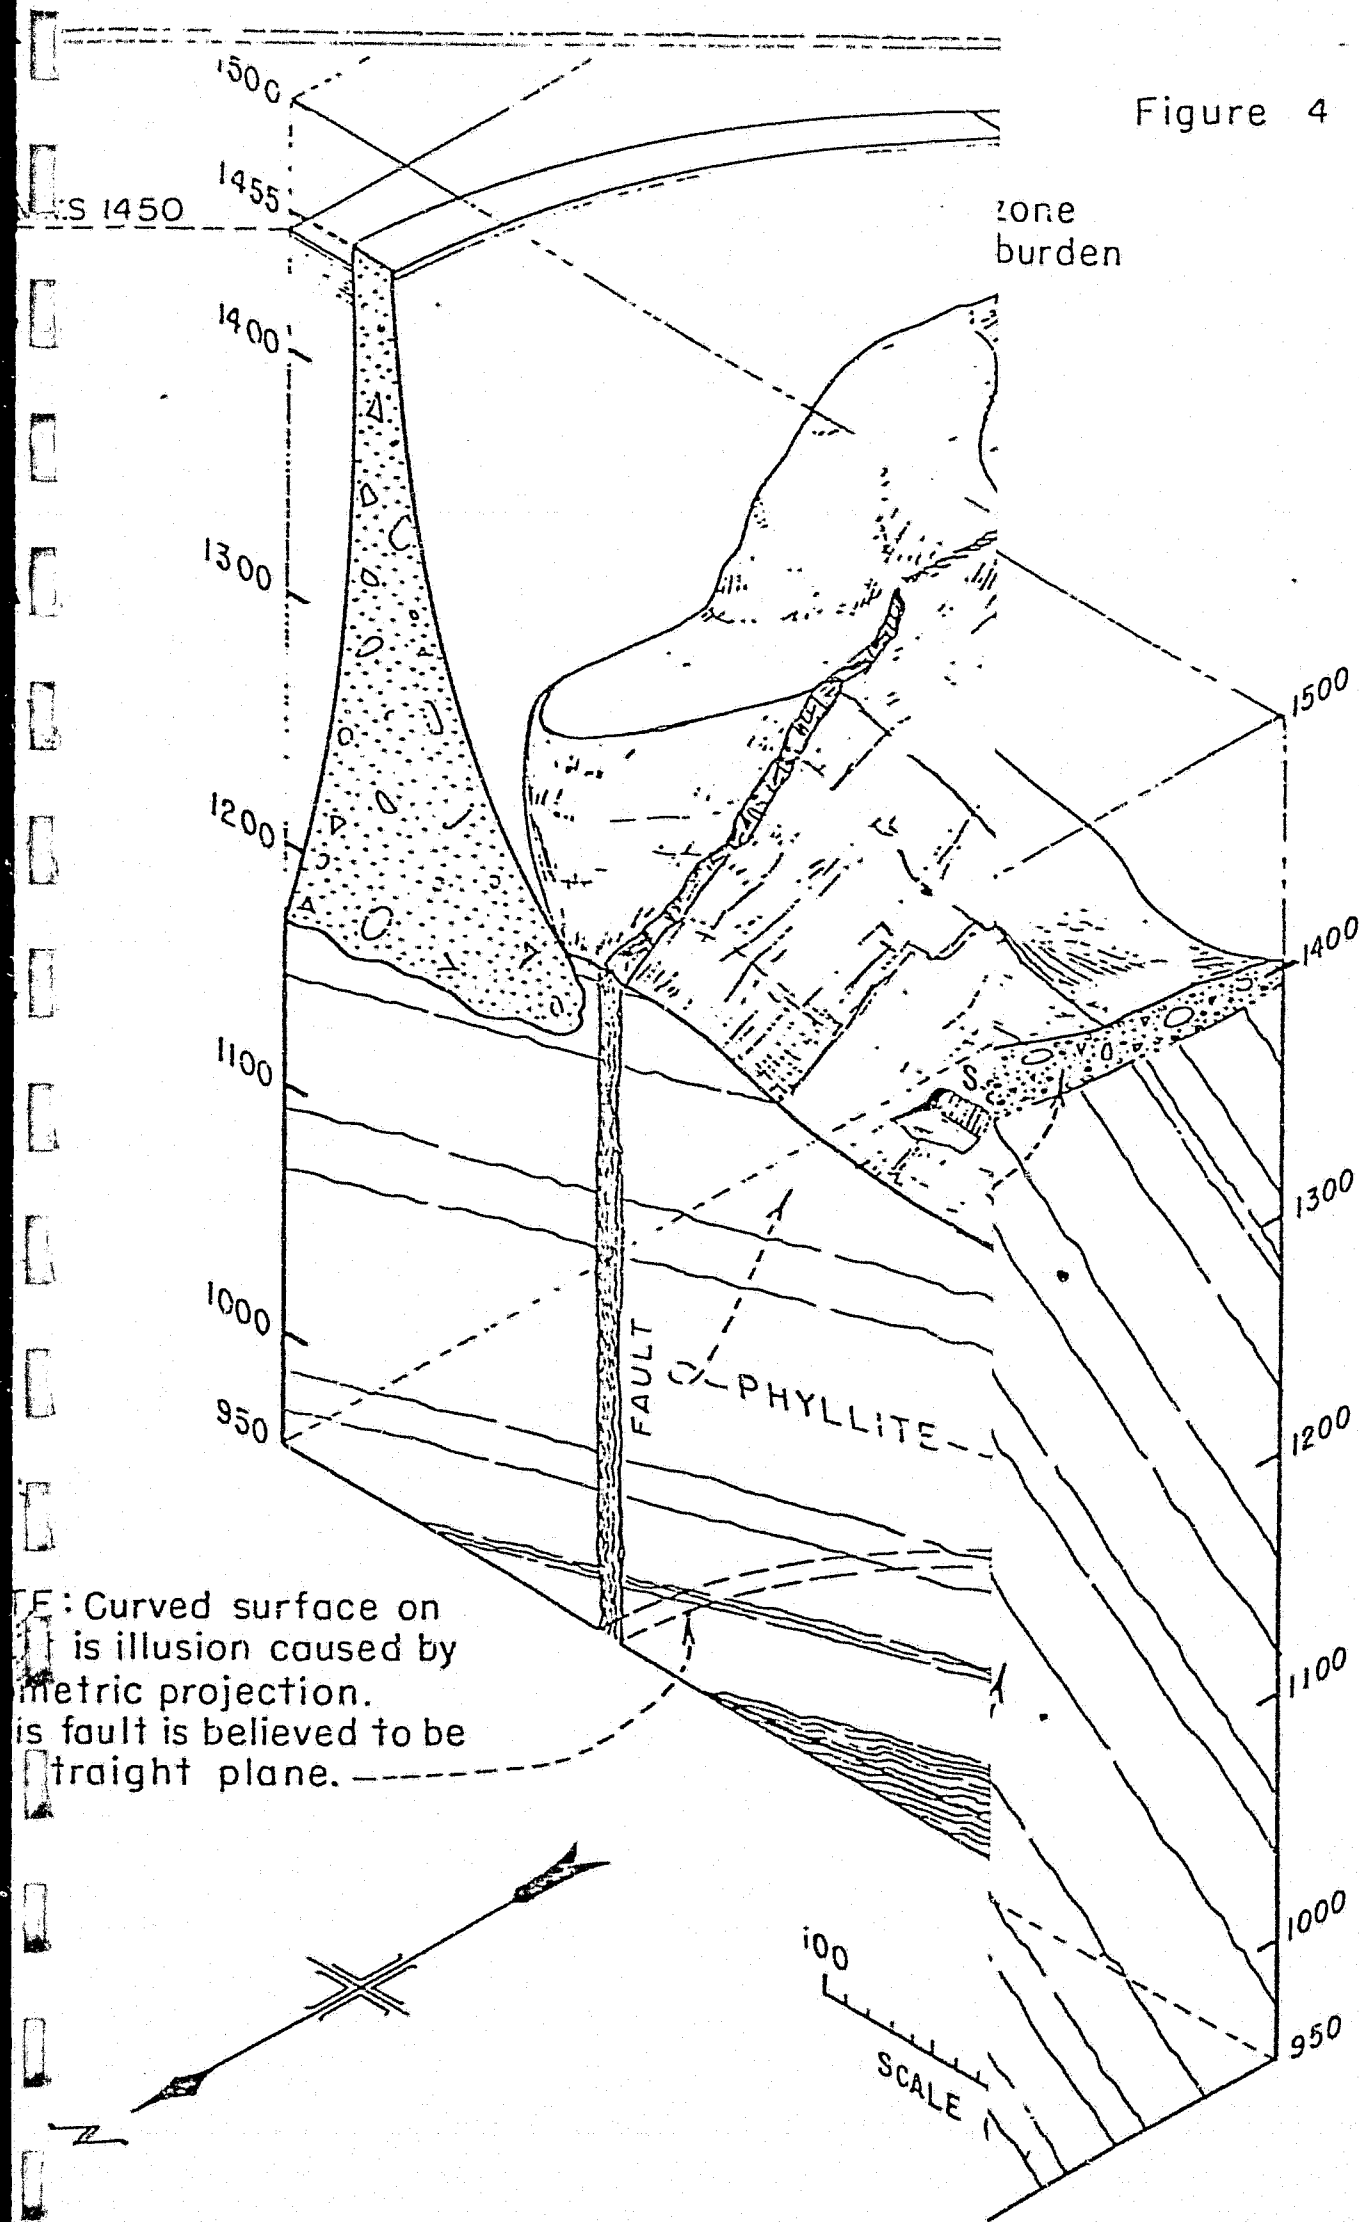 Figure 4
1500
1455
S 1450
zone
burden
1400
1300
1200
1100
1000
950
1500
1400
1300
1200
1100
1000
950
S
FAULT
PHYLLITE
: Curved surface on
is illusion caused by
metric projection.
is fault is believed to be
traight plane.
100
SCALE
N